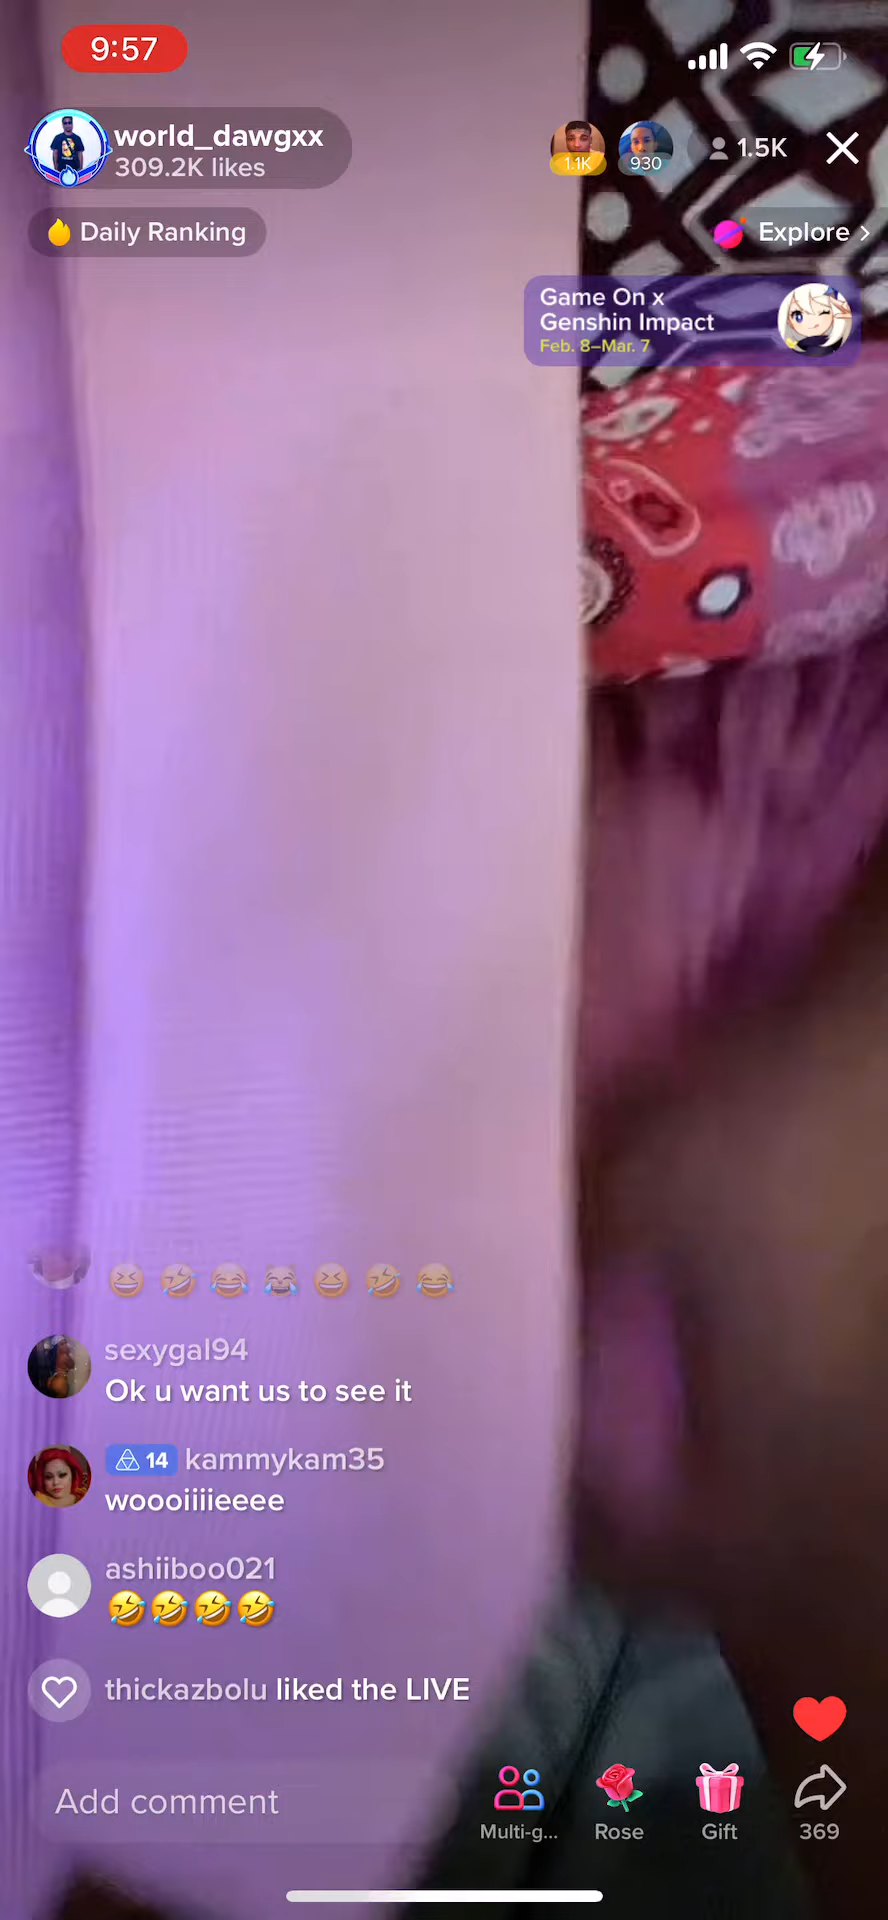 9:57
world_dawgxx
309.2K likes
1.1K
930
1.5K
Daily Ranking
Explore >
Game On x
Genshin Impact
Feb. 8–Mar. 7
😆 🤣 😂 😹 😆 🤣 😂
sexygal94
Ok u want us to see it
14 kammykam35
woooiiiieeee
ashiiboo021
🤣🤣🤣🤣
thickazbolu liked the LIVE
Add comment
Multi-g...
Rose
Gift
369